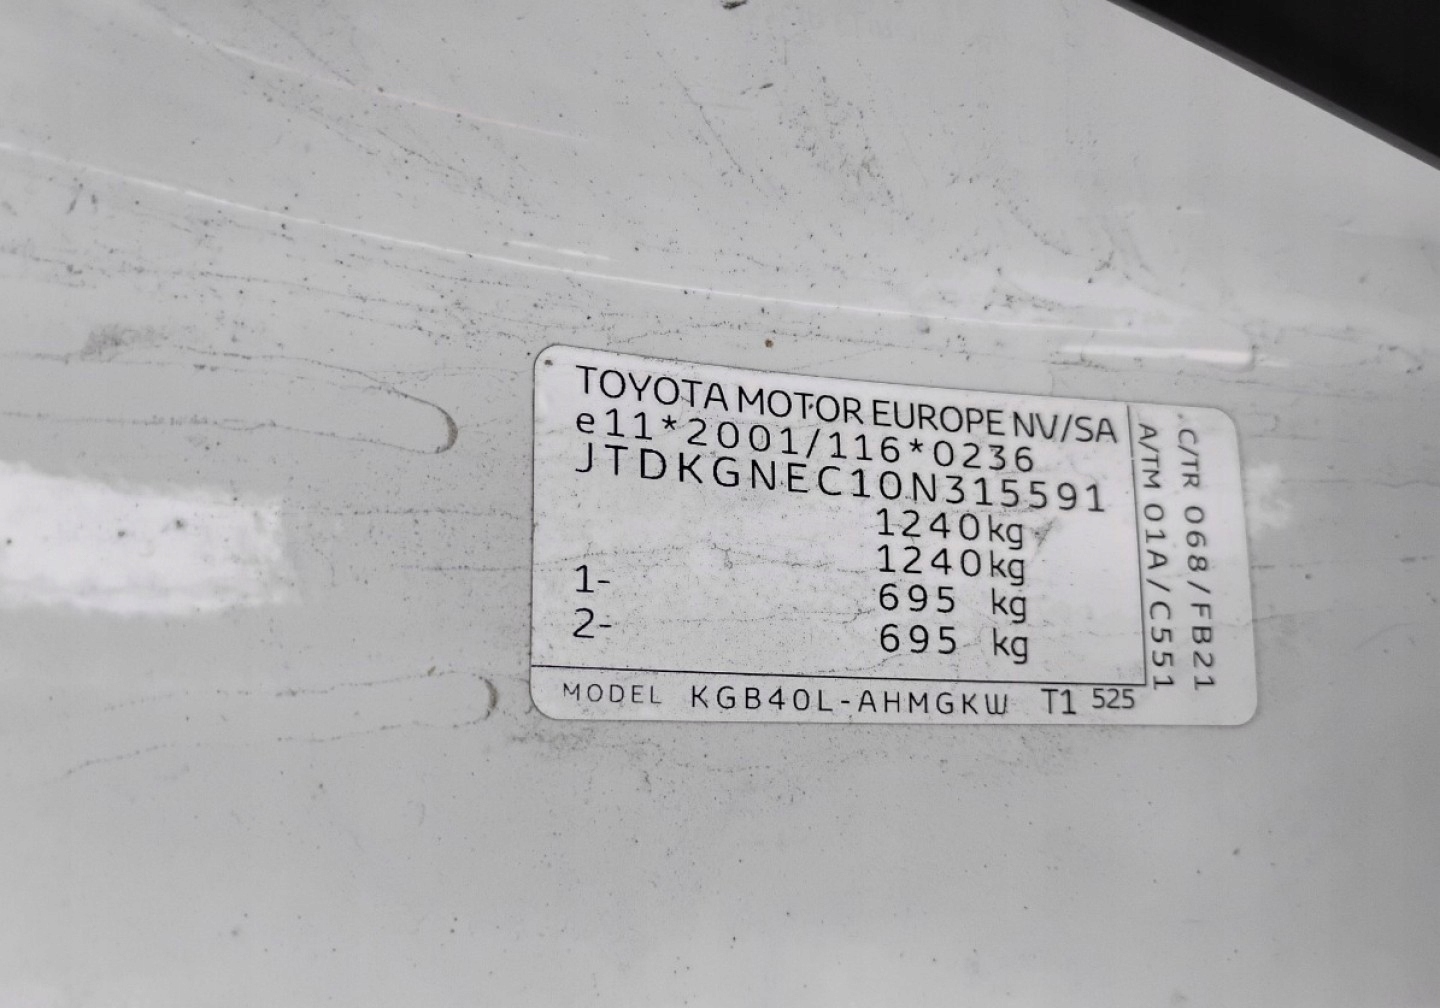 TOYOTA MOTOR EUROPE NV/SA
e11*2001/116*0236
JTDKGNEC10N315591
1240kg
1240kg
1- 695 kg
2- 695 kg
MODEL KGB40L-AHMGKW T1 525
C/TR 068/FB21
A/TM 01A/C551